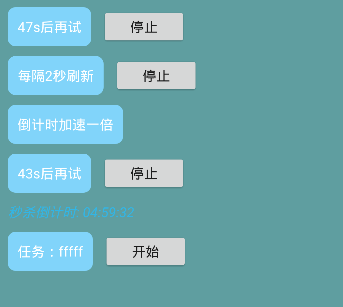 47s后再试 停止
每隔2秒刷新 停止
倒计时加速一倍
43s后再试 停止
秒杀倒计时 04:59:32
任务：fffff 开始